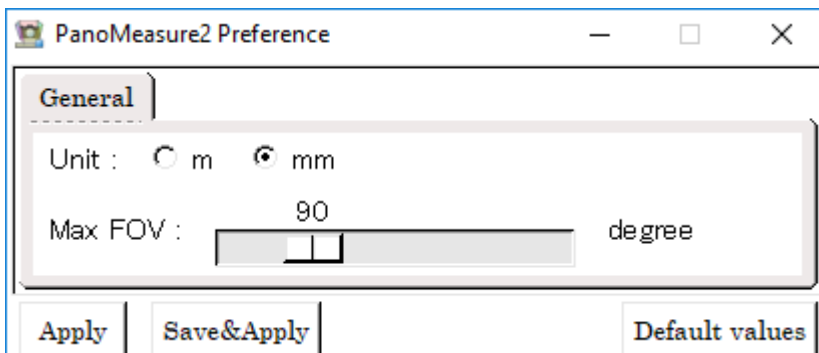 PanoMeasure2 Preference
General
Unit : m mm
90
Max FOV : degree
Apply Save&Apply Default values